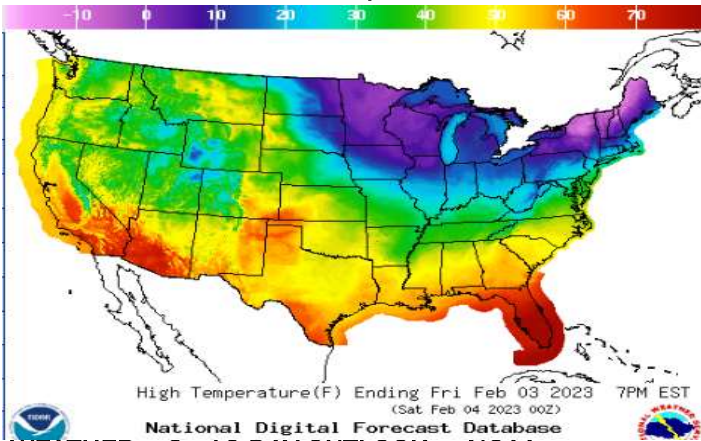 -10 0 10 20 30 40 50 60 70
High Temperature(F) Ending Fri Feb 03 2023 7PM EST
(Sat Feb 04 2023 00Z)
National Digital Forecast Database